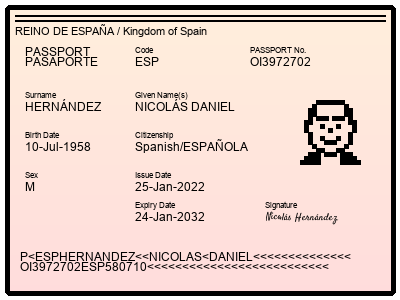 REINO DE ESPAÑA / Kingdom of Spain
PASSPORT
PASAPORTE
Code
ESP
PASSPORT No.
OI3972702
Surname
HERNÁNDEZ
Given Name(s)
NICOLÁS DANIEL
Birth Date
10-Jul-1958
Citizenship
Spanish/ESPAÑOLA
Sex
M
Issue Date
25-Jan-2022
Expiry Date
24-Jan-2032
Signature
Nicolás Hernández
P<ESPHERNANDEZ<<NICOLAS<DANIEL<<<<<<<<<<<<<<
OI3972702ESP580710<<<<<<<<<<<<<<<<<<<<<<<<<<